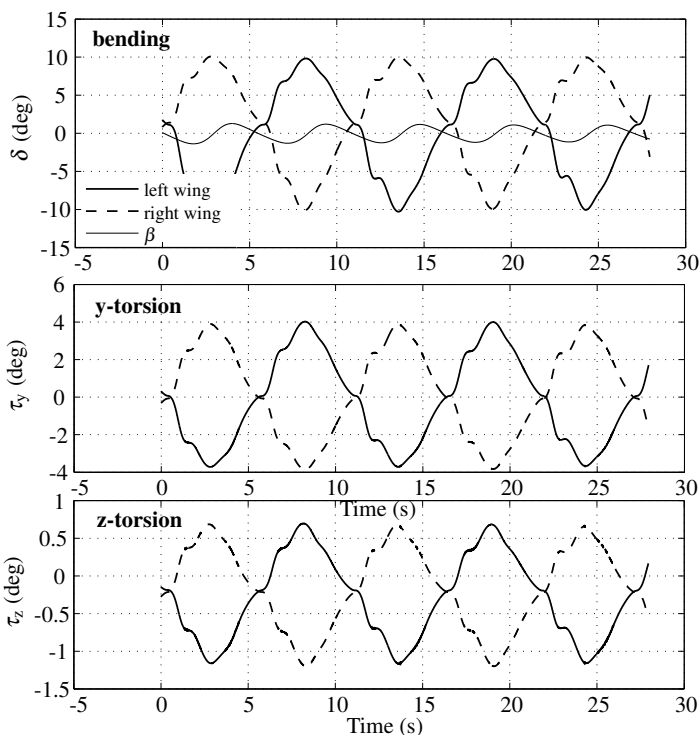 15
bending
10
5
0
-5
-10
-15
δ (deg)
left wing
right wing
β
-5 0 5 10 15 20 25 30
6
y-torsion
4
2
0
-2
-4
τy (deg)
-5 0 5 10 15 20 25 30
Time (s)
1
z-torsion
0.5
0
-0.5
-1
-1.5
τz (deg)
-5 0 5 10 15 20 25 30
Time (s)